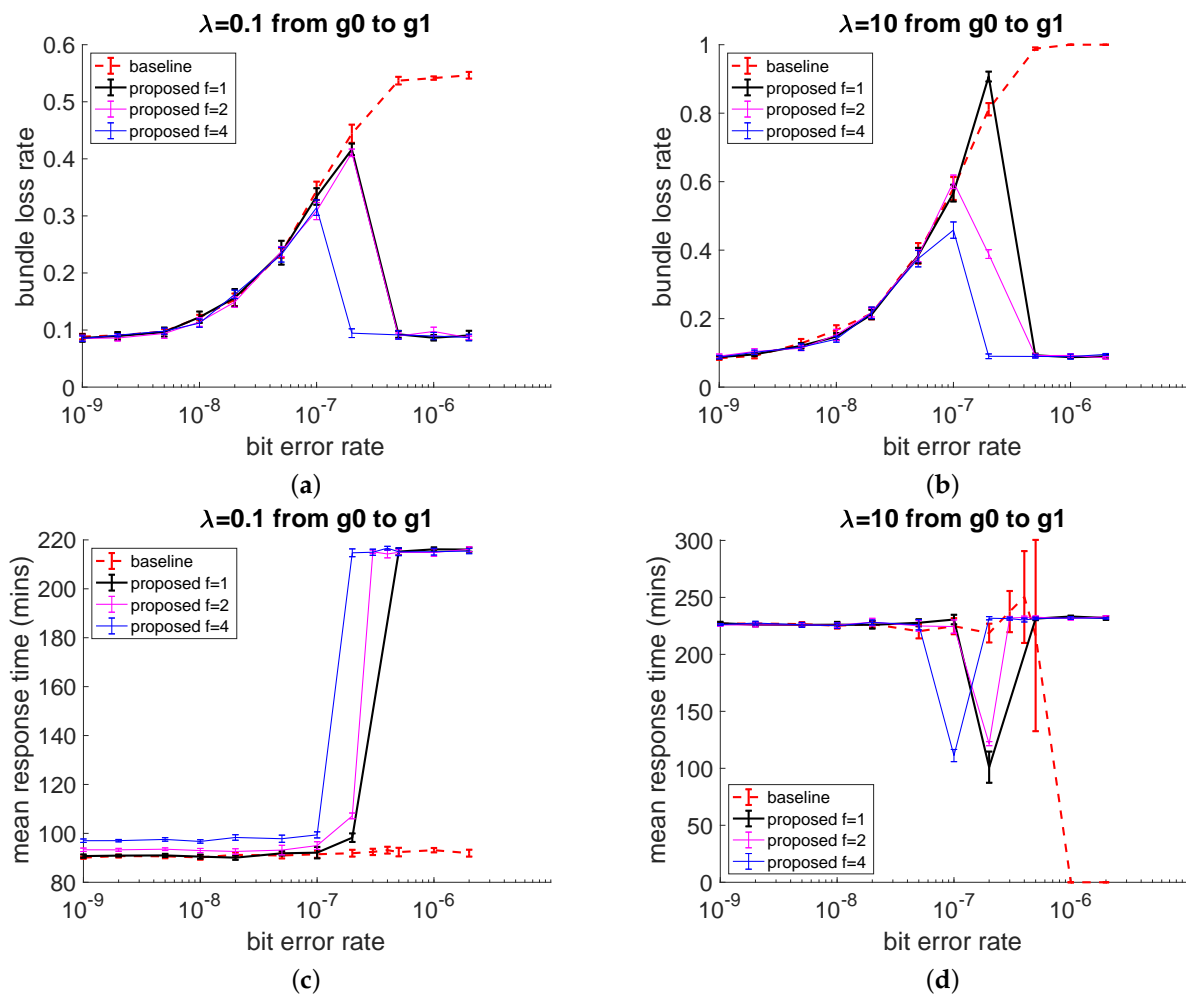 λ=0.1 from g0 to g1
0.6
0.5
0.4
0.3
0.2
0.1
0
bundle loss rate
baseline
proposed f=1
proposed f=2
proposed f=4
10^-9
10^-8
10^-7
10^-6
bit error rate
(a)
λ=10 from g0 to g1
1
0.8
0.6
0.4
0.2
0
bundle loss rate
baseline
proposed f=1
proposed f=2
proposed f=4
10^-9
10^-8
10^-7
10^-6
bit error rate
(b)
λ=0.1 from g0 to g1
220
200
180
160
140
120
100
80
mean response time (mins)
baseline
proposed f=1
proposed f=2
proposed f=4
10^-9
10^-8
10^-7
10^-6
bit error rate
(c)
λ=10 from g0 to g1
300
250
200
150
100
50
0
mean response time (mins)
baseline
proposed f=1
proposed f=2
proposed f=4
10^-9
10^-8
10^-7
10^-6
bit error rate
(d)